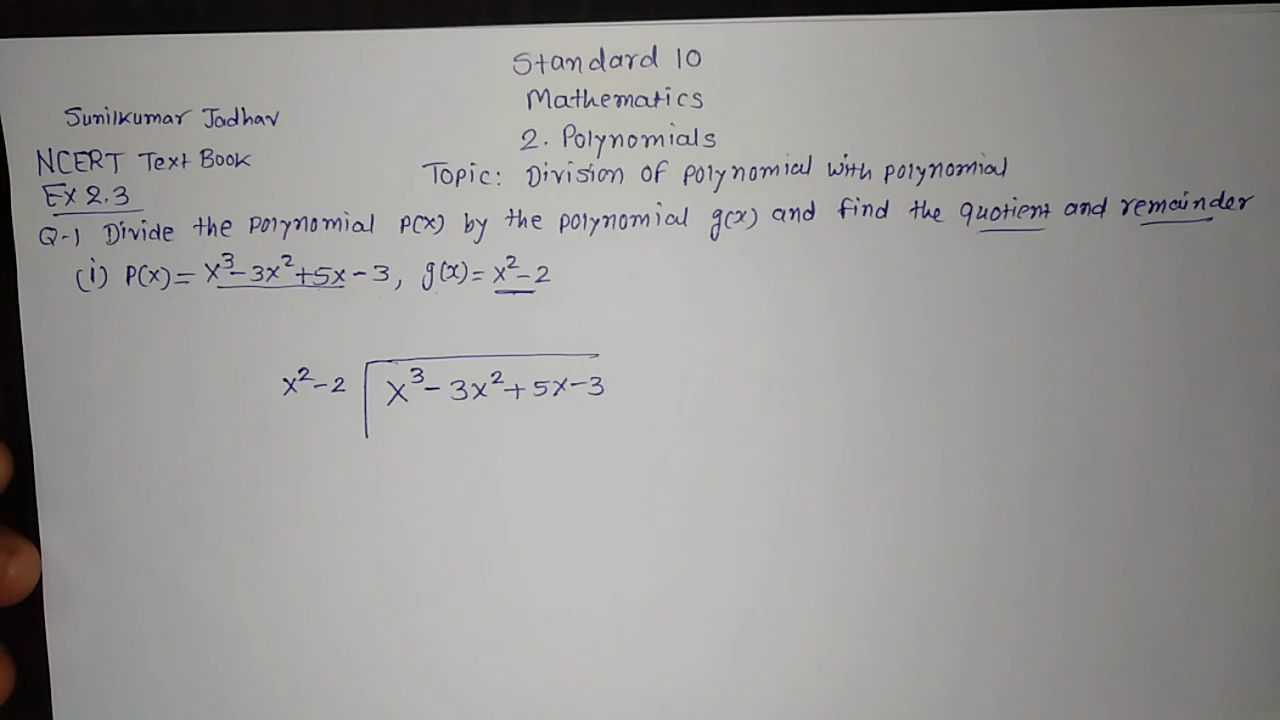 Standard 10
Mathematics
Sunilkumar Jadhav
2. Polynomials
NCERT Text Book
Topic: Division of polynomial with polynomial
Ex 2.3
Q-1 Divide the polynomial P(x) by the polynomial g(x) and find the quotient and remainder
(i) P(x) = x³-3x²+5x-3, g(x) = x²-2
x²-2 x³-3x²+5x-3